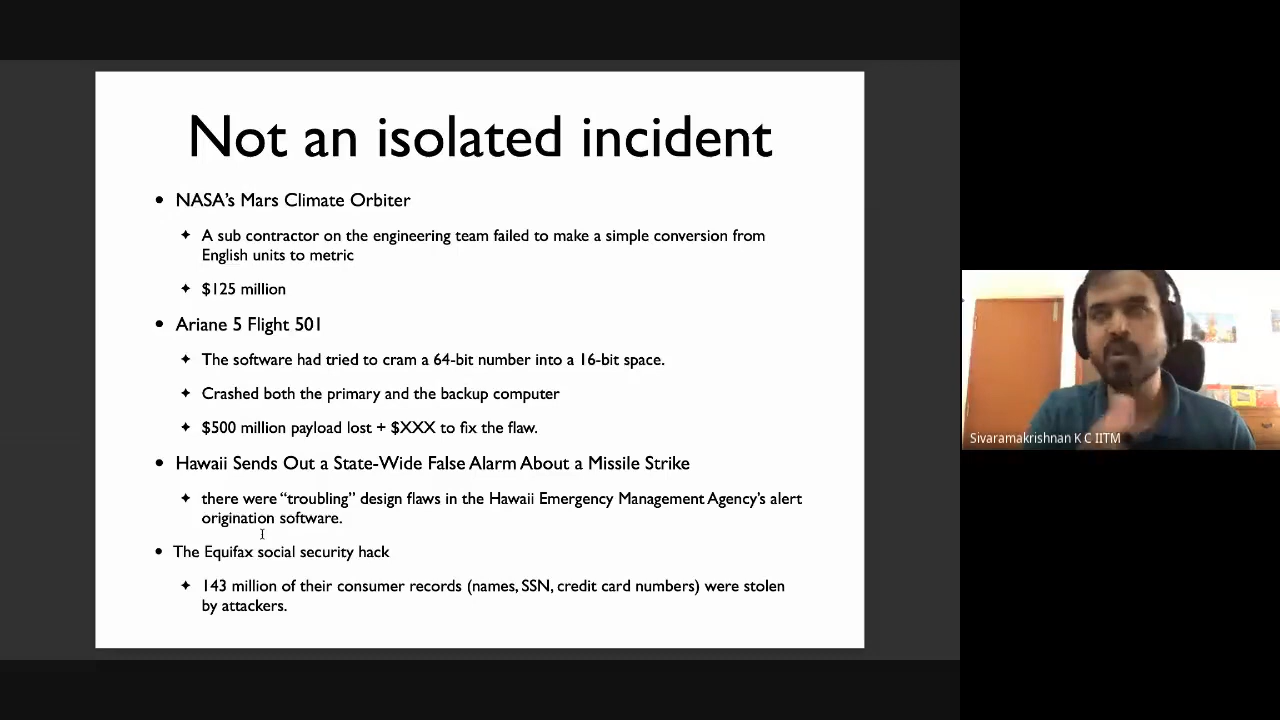 Not an isolated incident
• NASA's Mars Climate Orbiter
✦ A sub contractor on the engineering team failed to make a simple conversion from
English units to metric
✦ $125 million
• Ariane 5 Flight 501
✦ The software had tried to cram a 64-bit number into a 16-bit space.
✦ Crashed both the primary and the backup computer
✦ $500 million payload lost + $XXX to fix the flaw.
• Hawaii Sends Out a State-Wide False Alarm About a Missile Strike
✦ there were “troubling” design flaws in the Hawaii Emergency Management Agency's alert
origination software.
• The Equifax social security hack
✦ 143 million of their consumer records (names, SSN, credit card numbers) were stolen
by attackers.
Sivaramakrishnan K C IITM